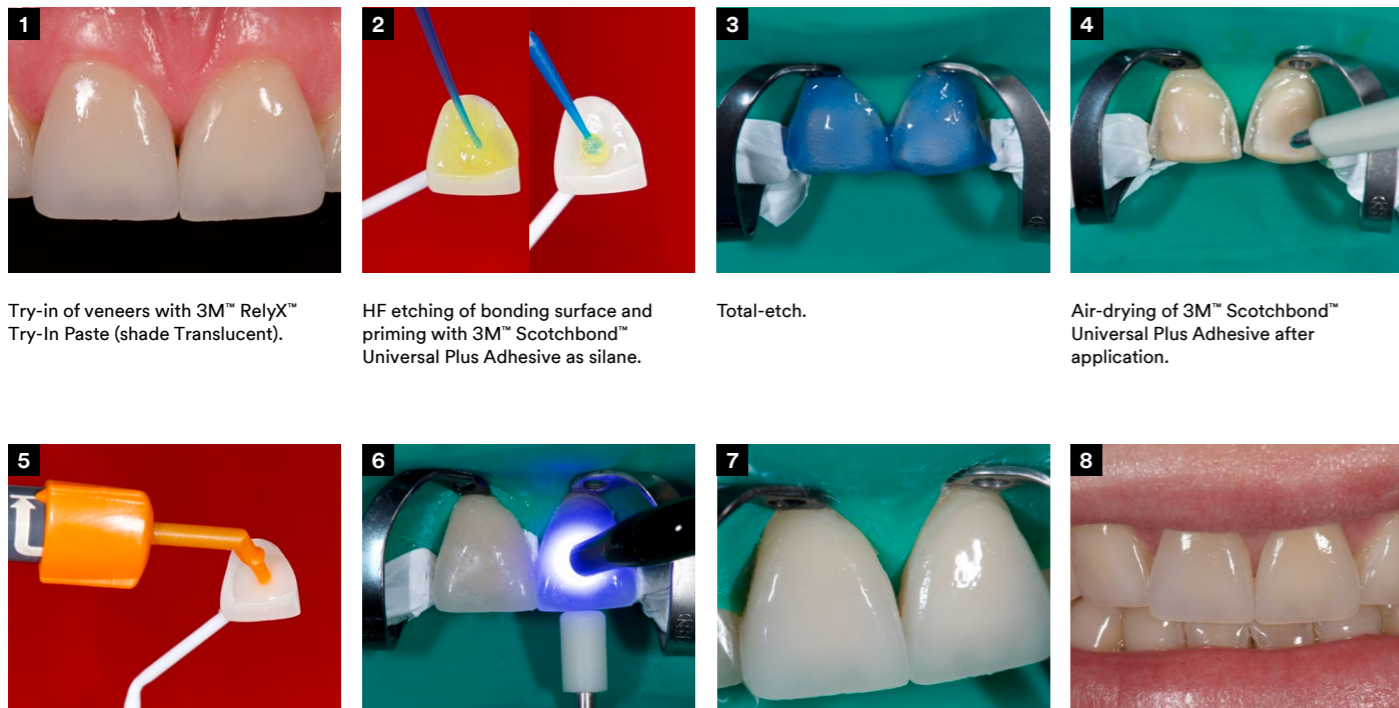 1
2
3
4
Try-in of veneers with 3M™ RelyX™
Try-In Paste (shade Translucent).
HF etching of bonding surface and
priming with 3M™ Scotchbond™
Universal Plus Adhesive as silane.
Total-etch.
Air-drying of 3M™ Scotchbond™
Universal Plus Adhesive after
application.
5
6
7
8